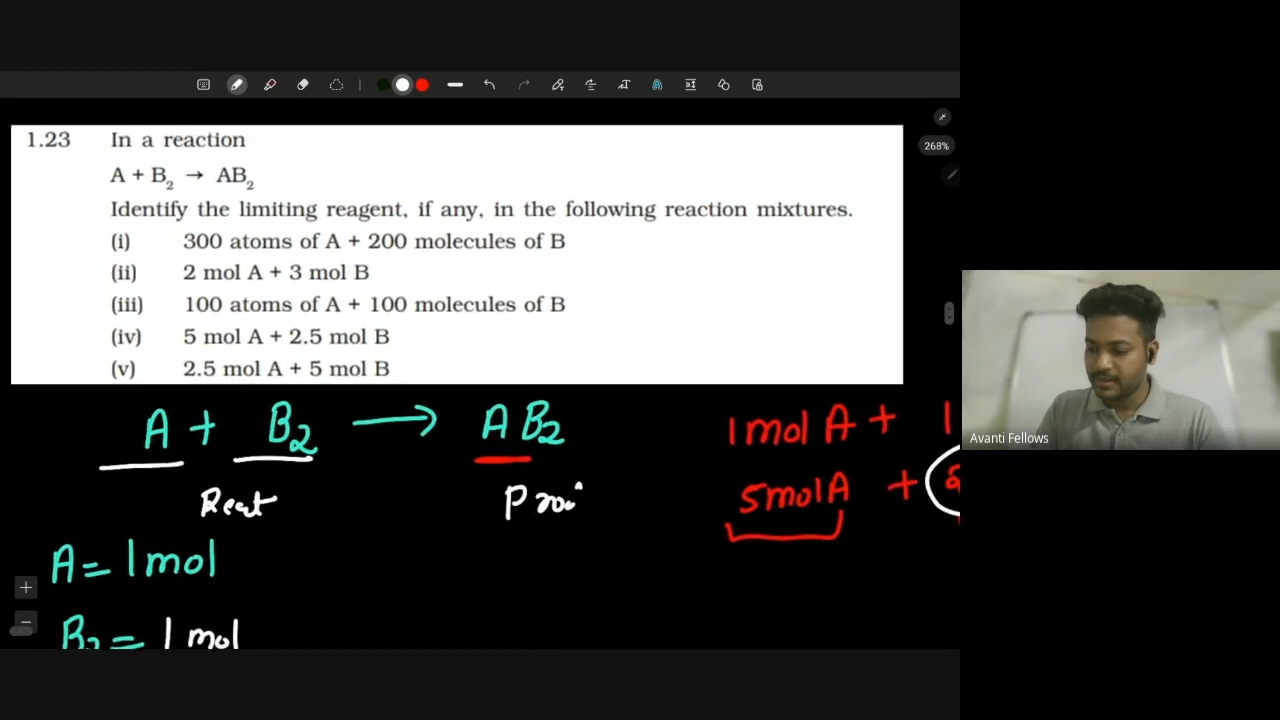 268%
1.23 In a reaction
A + B₂ → AB₂
Identify the limiting reagent, if any, in the following reaction mixtures.
(i) 300 atoms of A + 200 molecules of B
(ii) 2 mol A + 3 mol B
(iii) 100 atoms of A + 100 molecules of B
(iv) 5 mol A + 2.5 mol B
(v) 2.5 mol A + 5 mol B
A + B₂ → AB₂
1 mol A + 1
5 mol A +
A = 1 mol
B₂ = 1 mol
Avanti Fellows